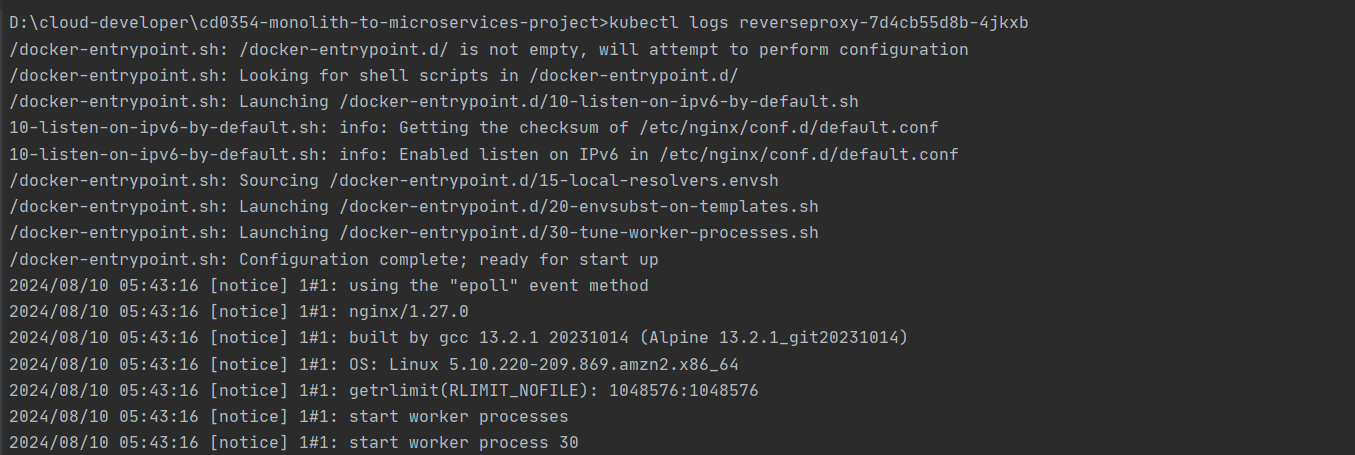 D:\cloud-developer\cd0354-monolith-to-microservices-project>kubectl logs reverseproxy-7d4cb55d8b-4jkxb
/docker-entrypoint.sh: /docker-entrypoint.d/ is not empty, will attempt to perform configuration
/docker-entrypoint.sh: Looking for shell scripts in /docker-entrypoint.d/
/docker-entrypoint.sh: Launching /docker-entrypoint.d/10-listen-on-ipv6-by-default.sh
10-listen-on-ipv6-by-default.sh: info: Getting the checksum of /etc/nginx/conf.d/default.conf
10-listen-on-ipv6-by-default.sh: info: Enabled listen on IPv6 in /etc/nginx/conf.d/default.conf
/docker-entrypoint.sh: Sourcing /docker-entrypoint.d/15-local-resolvers.envsh
/docker-entrypoint.sh: Launching /docker-entrypoint.d/20-envsubst-on-templates.sh
/docker-entrypoint.sh: Launching /docker-entrypoint.d/30-tune-worker-processes.sh
/docker-entrypoint.sh: Configuration complete; ready for start up
2024/08/10 05:43:16 [notice] 1#1: using the "epoll" event method
2024/08/10 05:43:16 [notice] 1#1: nginx/1.27.0
2024/08/10 05:43:16 [notice] 1#1: built by gcc 13.2.1 20231014 (Alpine 13.2.1_git20231014)
2024/08/10 05:43:16 [notice] 1#1: OS: Linux 5.10.220-209.869.amzn2.x86_64
2024/08/10 05:43:16 [notice] 1#1: getrlimit(RLIMIT_NOFILE): 1048576:1048576
2024/08/10 05:43:16 [notice] 1#1: start worker processes
2024/08/10 05:43:16 [notice] 1#1: start worker process 30